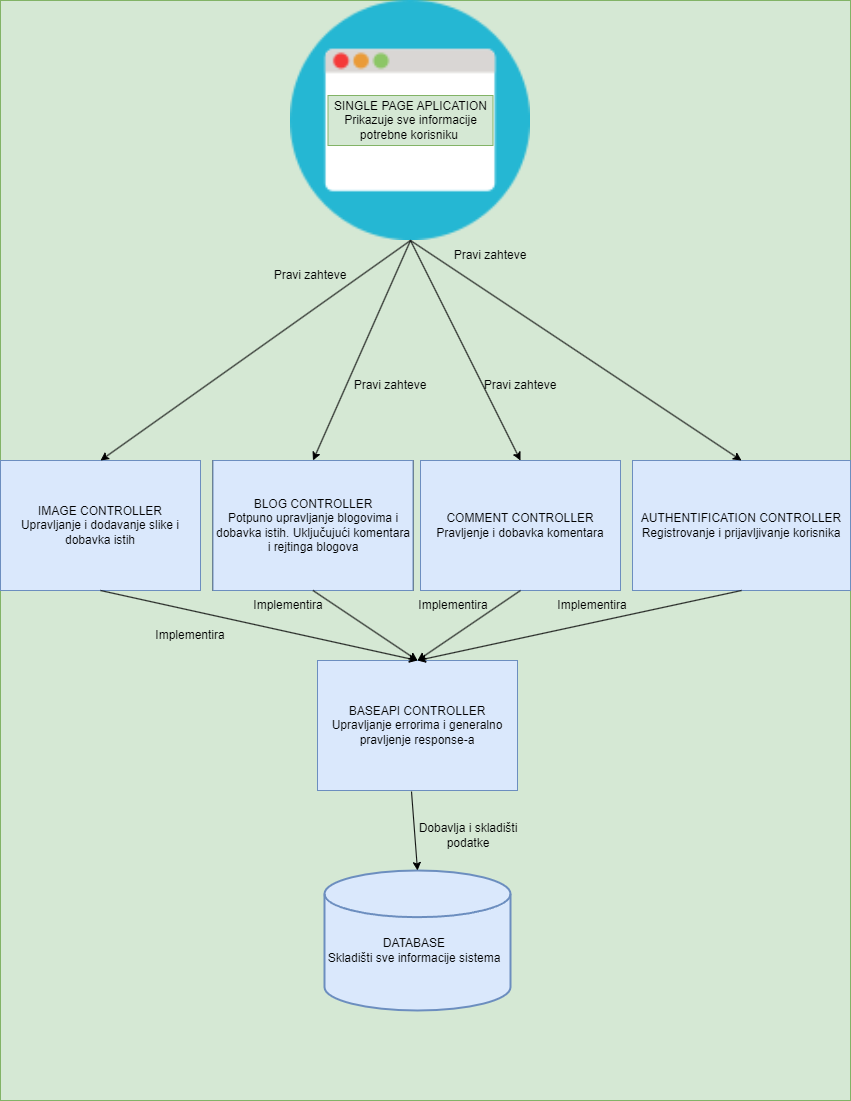 SINGLE PAGE APLICATION
Prikazuje sve informacije
potrebne korisniku
Pravi zahteve
Pravi zahteve
Pravi zahteve
Pravi zahteve
IMAGE CONTROLLER
Upravljanje i dodavanje slike i
dobavka istih
BLOG CONTROLLER
Potpuno upravljanje blogovima i
dobavka istih. Uključujući komentara
i rejtinga blogova
COMMENT CONTROLLER
Pravljenje i dobavka komentara
AUTHENTIFICATION CONTROLLER
Registrovanje i prijavljivanje korisnika
Implementira
Implementira
Implementira
Implementira
BASEAPI CONTROLLER
Upravljanje errorima i generalno
pravljenje response-a
Dobavlja i skladišti
podatke
DATABASE
Skladišti sve informacije sistema